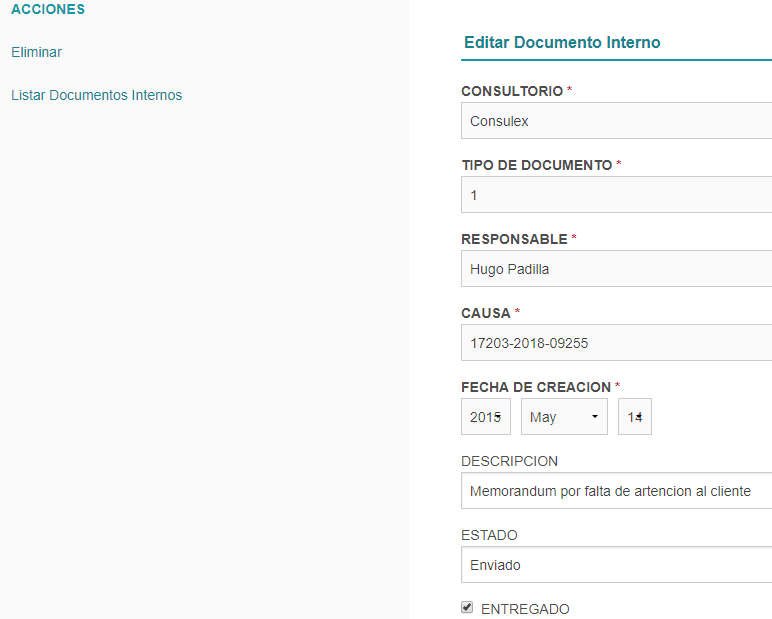 ACCIONES
Eliminar
Listar Documentos Internos
Editar Documento Interno
CONSULTORIO *
Consulex
TIPO DE DOCUMENTO *
1
RESPONSABLE *
Hugo Padilla
CAUSA *
17203-2018-09255
FECHA DE CREACION *
2015 May 14
DESCRIPCION
Memorandum por falta de artencion al cliente
ESTADO
Enviado
ENTREGADO